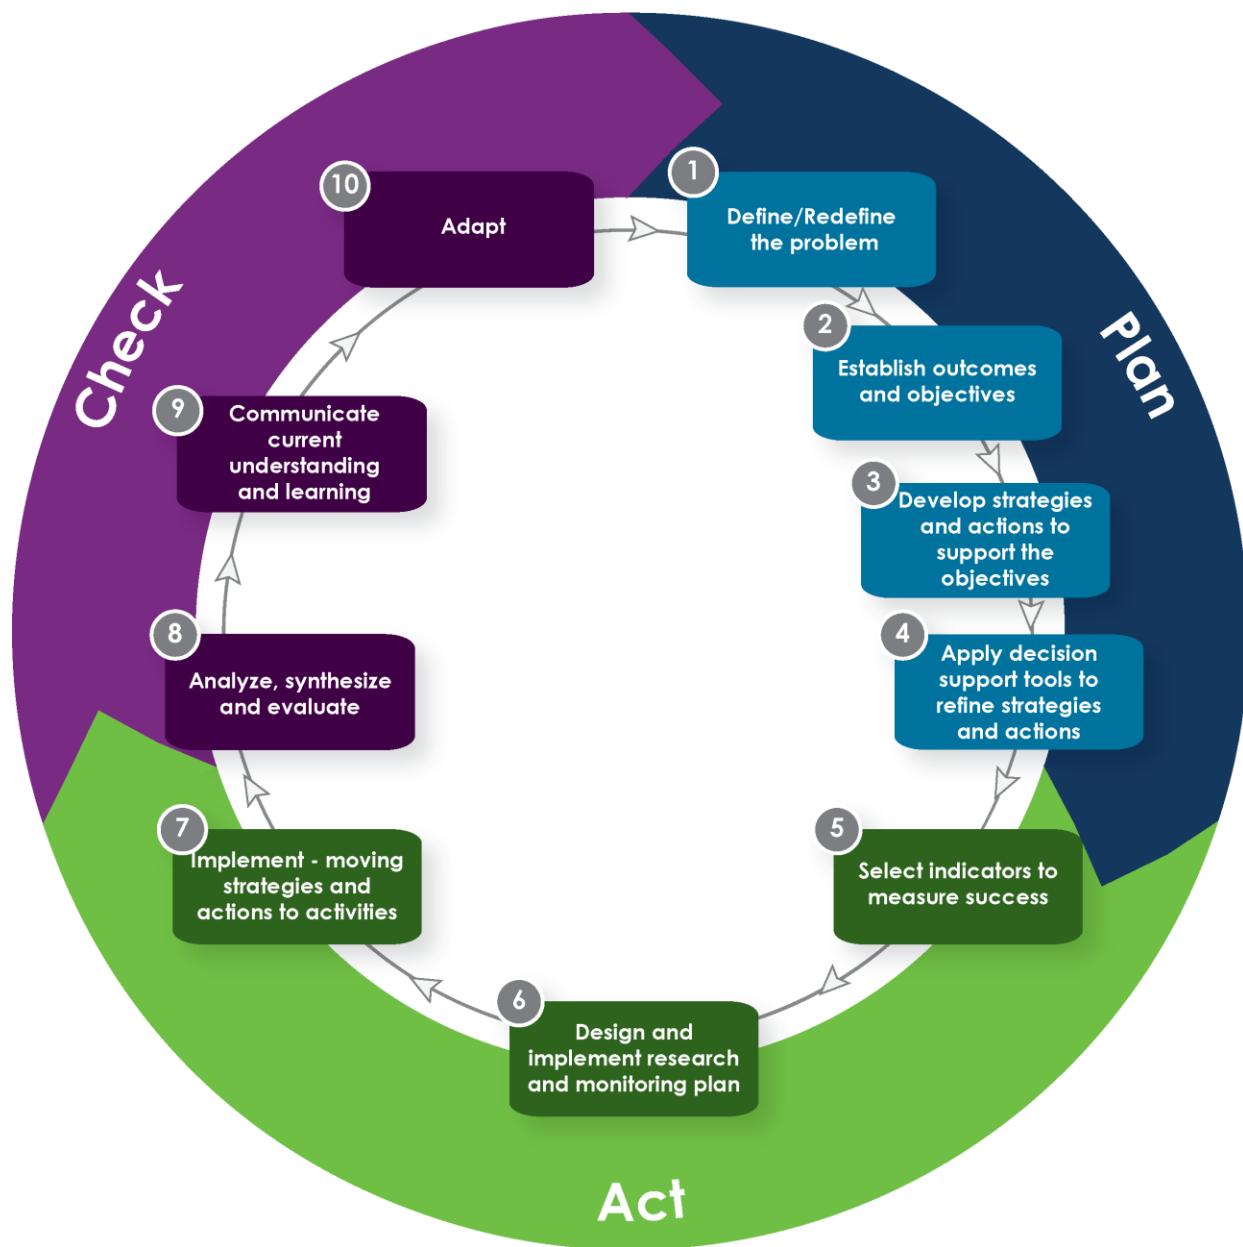 Plan
1
Define/Redefine
the problem
2
Establish outcomes
and objectives
3
Develop strategies
and actions to
support the
objectives
4
Apply decision
support tools to
refine strategies
and actions
Act
5
Select indicators to
measure success
6
Design and
implement research
and monitoring plan
7
Implement - moving
strategies and
actions to activities
Check
8
Analyze, synthesize
and evaluate
9
Communicate
current
understanding
and learning
10
Adapt